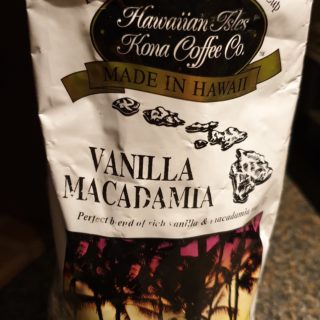 Hawaiian Isles
Kona Coffee Co.
MADE IN HAWAII
VANILLA
MACADAMIA
Perfect blend of rich vanilla & macadamia